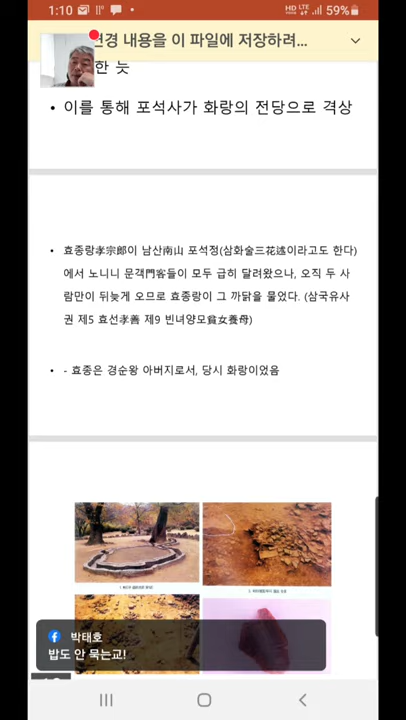 1:10
HD LTE 59%
변경 내용을 이 파일에 저장하려...
한 듯
• 이를 통해 포석사가 화랑의 전당으로 격상
• 효종랑孝宗郎이 남산南山 포석정(삼화술三花述이라고도 한다)
에서 노니니 문객門客들이 모두 급히 달려왔으나, 오직 두 사
람만이 뒤늦게 오므로 효종랑이 그 까닭을 물었다. (삼국유사
권 제5 효선孝善 제9 빈녀양모貧女養母)
• - 효종은 경순왕 아버지로서, 당시 화랑이었음
박태호
밥도 안 묵는교!